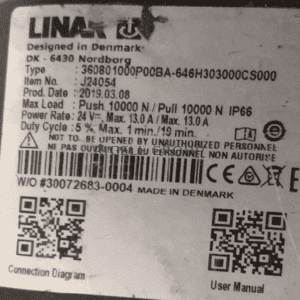 LINAK
Designed in Denmark
DK - 6430 Nordborg
Type : 360801000P00BA-646H303000CS000
Item No. : J24054
Prod. Date : 2019.03.08
Max Load : Push 10000 N / Pull 10000 N IP66
Power Rate: 24 V⎓, Max. 13.0 A / Max. 13.0 A
Duty Cycle : 5 %, Max. 1 min./ 19 min.
NOT TO BE OPENED BY UNAUTHORIZED PERSONNEL
NI PAS OUVRIR PAR DU PERSONNEL NON AUTORISE
CE
W/O #30072683-0004 MADE IN DENMARK
Connection Diagram
User Manual